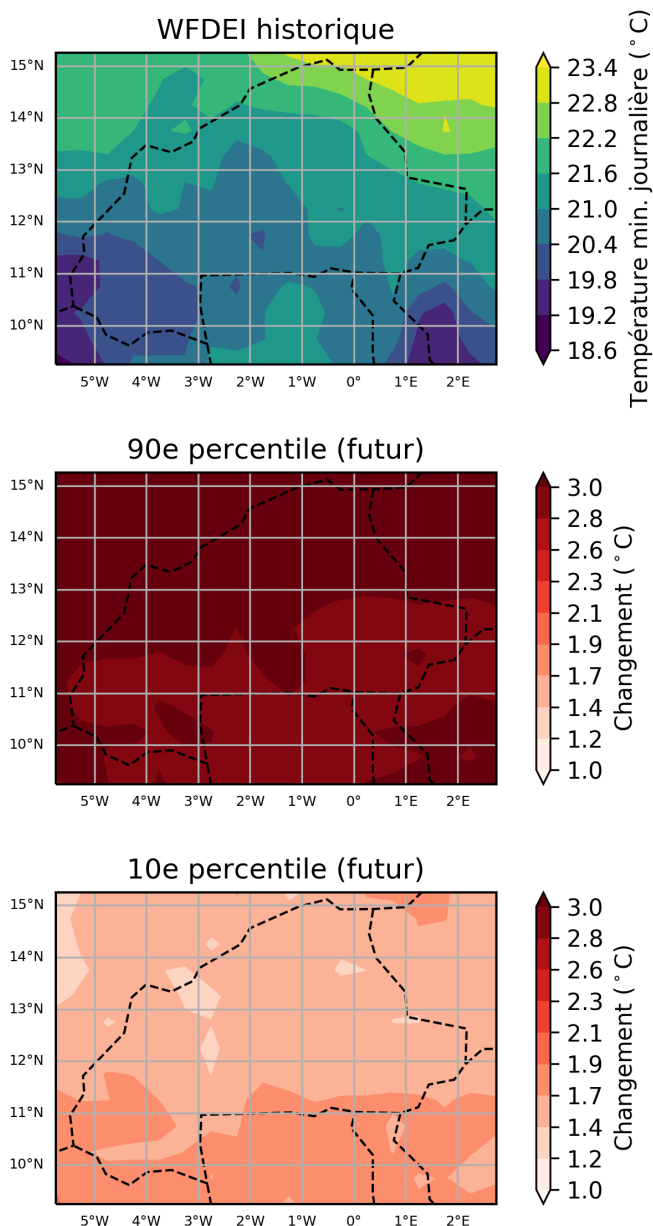 WFDEI historique
15°N
14°N
13°N
12°N
11°N
10°N
5°W 4°W 3°W 2°W 1°W 0° 1°E 2°E
23.4
22.8
22.2
21.6
21.0
20.4
19.8
19.2
18.6
Température min. journalière (°C)
90e percentile (futur)
15°N
14°N
13°N
12°N
11°N
10°N
5°W 4°W 3°W 2°W 1°W 0° 1°E 2°E
3.0
2.8
2.6
2.3
2.1
1.9
1.7
1.4
1.2
1.0
Changement (°C)
10e percentile (futur)
15°N
14°N
13°N
12°N
11°N
10°N
5°W 4°W 3°W 2°W 1°W 0° 1°E 2°E
3.0
2.8
2.6
2.3
2.1
1.9
1.7
1.4
1.2
1.0
Changement (°C)